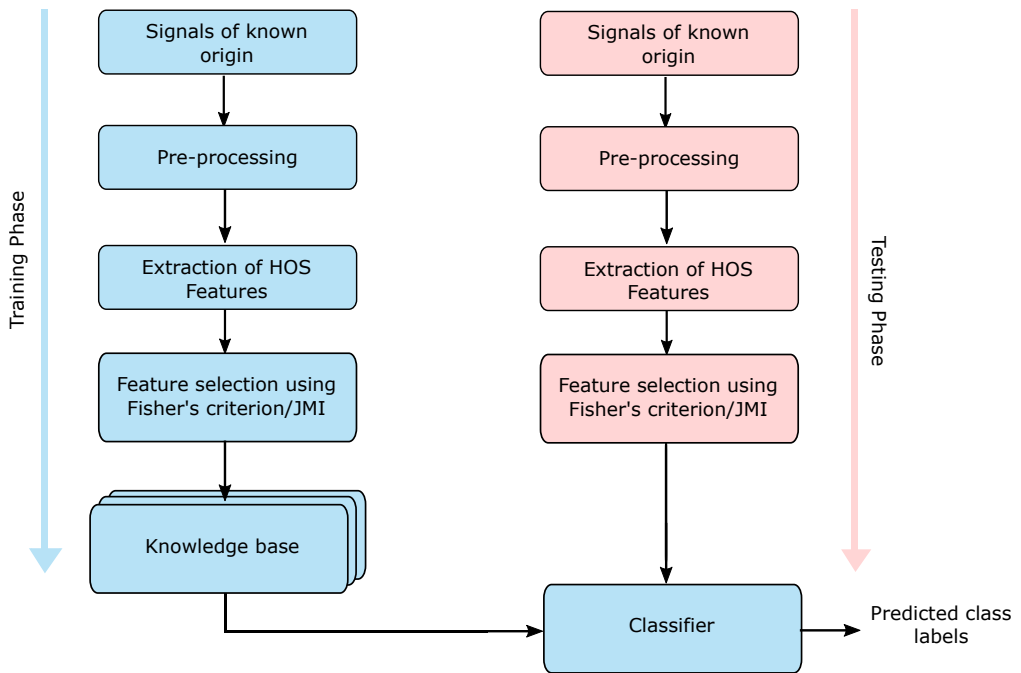 Training Phase
Signals of known
origin
Pre-processing
Extraction of HOS
Features
Feature selection using
Fisher's criterion/JMI
Knowledge base
Signals of known
origin
Pre-processing
Extraction of HOS
Features
Feature selection using
Fisher's criterion/JMI
Classifier
Testing Phase
Predicted class
labels